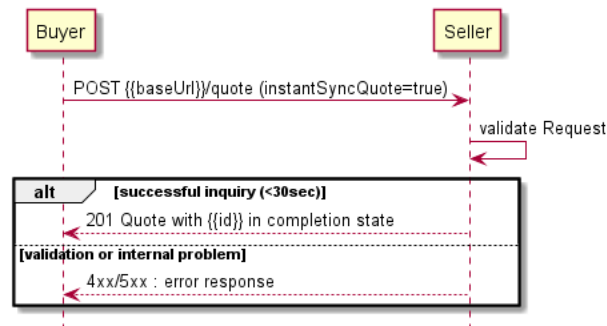 Buyer
Seller
POST {{baseUrl}}/quote (instantSyncQuote=true)
validate Request
alt
[successful inquiry (<30sec)]
201 Quote with {{id}} in completion state
[validation or internal problem]
4xx/5xx : error response